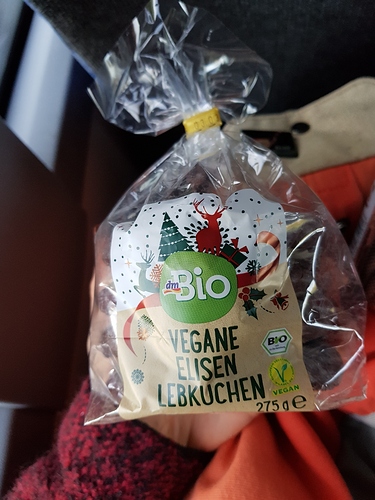 dm
Bio
VEGANE
ELISEN
LEBKUCHEN
BIO
VEGAN
275 g e